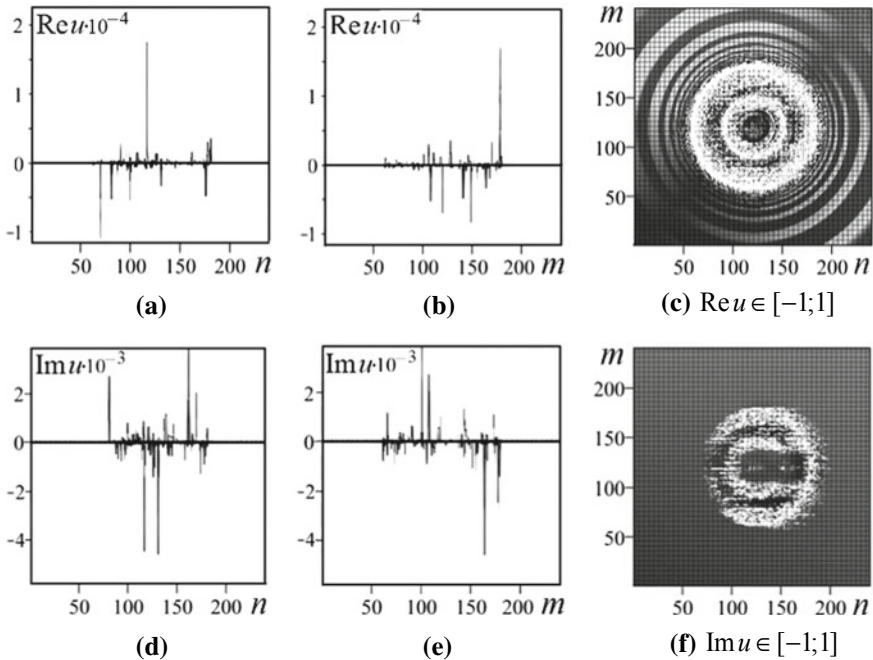 Re u·10⁻⁴
2
1
0
-1
50 100 150 200 n
(a)
Re u·10⁻⁴
2
1
0
-1
50 100 150 200 m
(b)
m
200
150
100
50
50 100 150 200 n
(c) Re u ∈ [−1;1]
Im u·10⁻³
2
0
-2
-4
50 100 150 200 n
(d)
Im u·10⁻³
2
0
-2
-4
50 100 150 200 m
(e)
m
200
150
100
50
50 100 150 200 n
(f) Im u ∈ [−1;1]